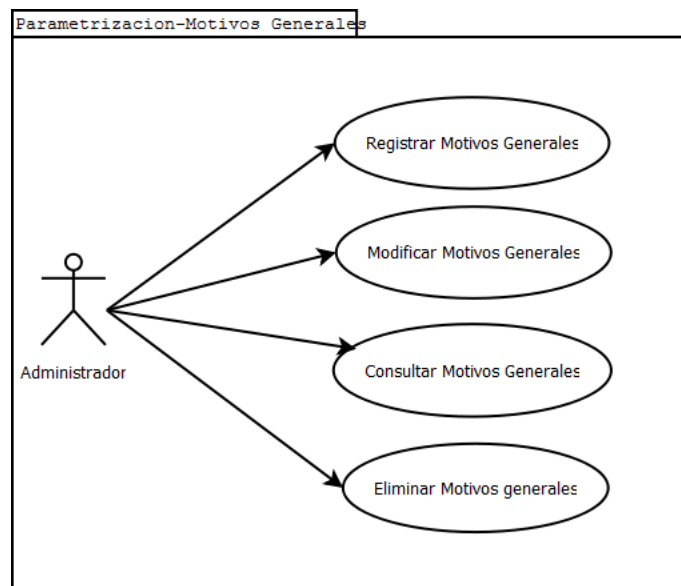 Parametrizacion-Motivos Generales
Registrar Motivos Generales
Modificar Motivos Generales
Administrador
Consultar Motivos Generales
Eliminar Motivos generales